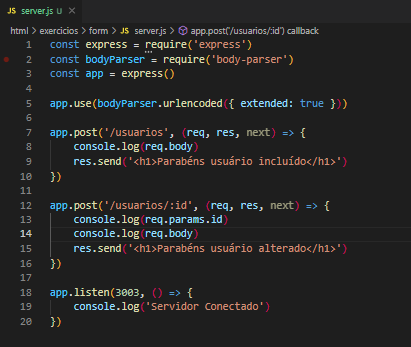 JS server.js ×
html > exercicios > form > JS server.js > app.post('/usuarios/:id') callback
1 const express = require('express')
2 const bodyParser = require('body-parser')
3 const app = express()
4
5 app.use(bodyParser.urlencoded({ extended: true }))
6
7 app.post('/usuarios', (req, res, next) => {
8 console.log(req.body)
9 res.send('<h1>Parabéns usuário incluído</h1>')
10 })
11
12 app.post('/usuarios/:id', (req, res, next) => {
13 console.log(req.params.id)
14 console.log(req.body)
15 res.send('<h1>Parabéns usuário alterado</h1>')
16 })
17
18 app.listen(3003, () => {
19 console.log('Servidor Conectado')
20 })